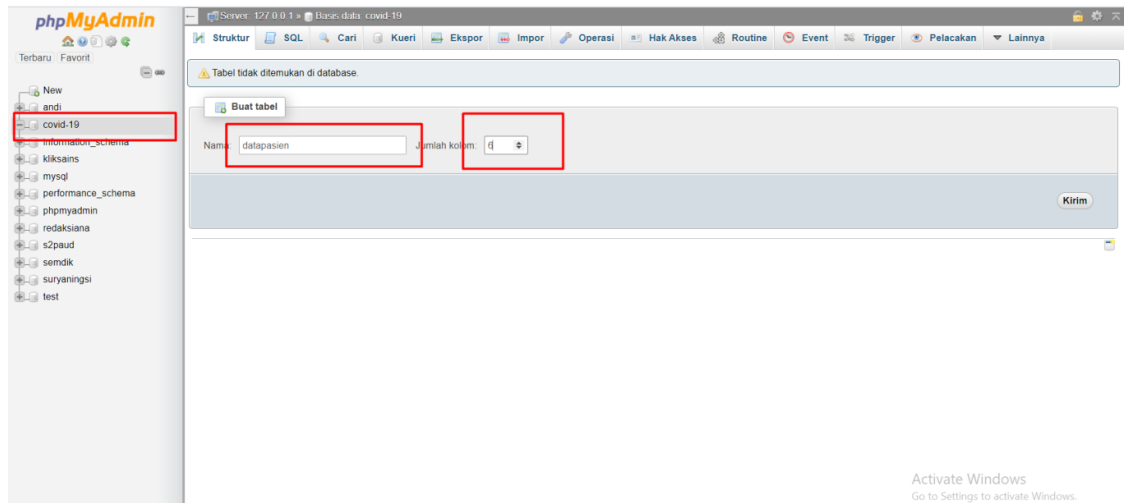 phpMyAdmin
Terbaru Favorit
New
andi
covid-19
information_schema
kliksains
mysql
performance_schema
phpmyadmin
redaksiana
s2paud
semdik
suryaningsi
test
Server: 127.0.0.1 » Basis data: covid-19
Struktur SQL Cari Kueri Ekspor Impor Operasi Hak Akses Routine Event Trigger Pelacakan Lainnya
Tabel tidak ditemukan di database.
Buat tabel
Nama: datapasien Jumlah kolom: 6
Kirim
Activate Windows
Go to Settings to activate Windows.